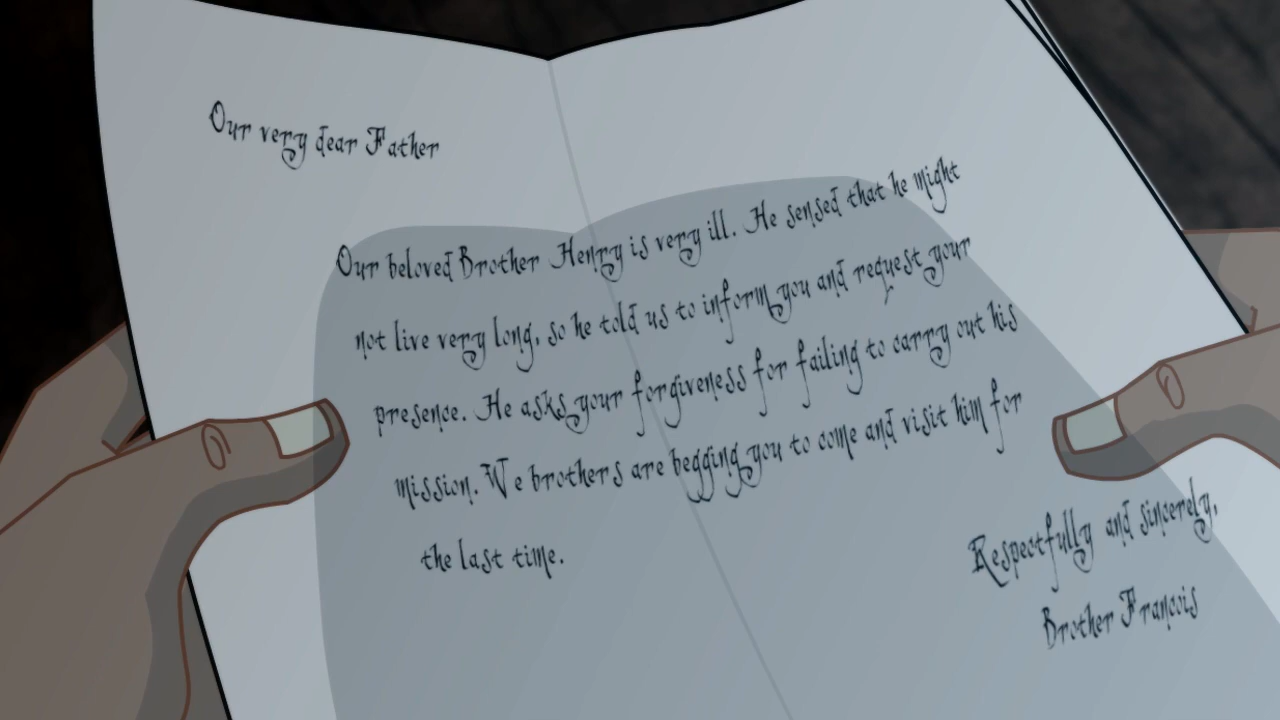 Our very dear Father
Our beloved Brother Henry is very ill. He sensed that he might
not live very long, so he told us to inform you and request your
presence. He asks your forgiveness for failing to carry out his
mission. We brothers are begging you to come and visit him for
the last time.
Respectfully and sincerely,
Brother Francois